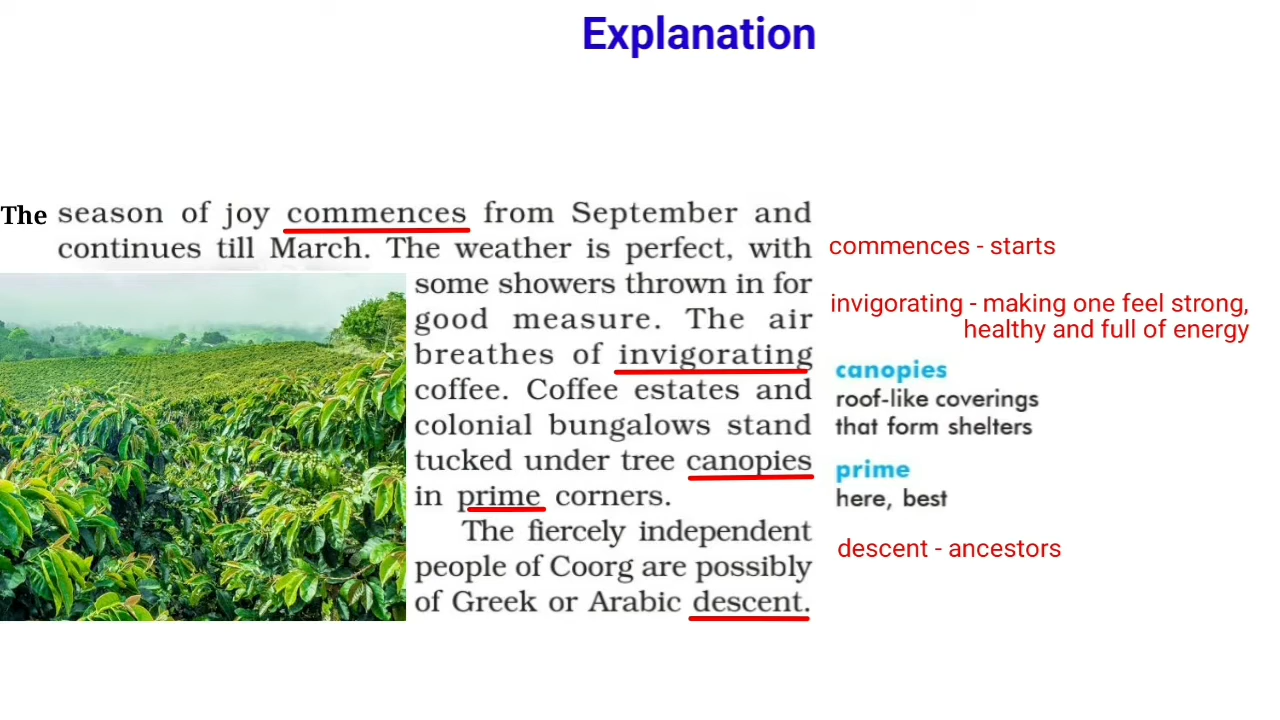 Explanation
The season of joy commences from September and
continues till March. The weather is perfect, with
some showers thrown in for
good measure. The air
breathes of invigorating
coffee. Coffee estates and
colonial bungalows stand
tucked under tree canopies
in prime corners.
The fiercely independent
people of Coorg are possibly
of Greek or Arabic descent.
commences - starts
invigorating - making one feel strong,
healthy and full of energy
canopies
roof-like coverings
that form shelters
prime
here, best
descent - ancestors